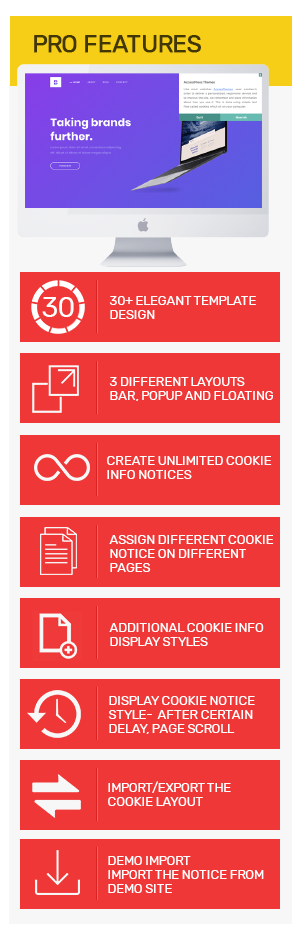 PRO FEATURES
Taking brands
further.
30
30+ ELEGANT TEMPLATE
DESIGN
3 DIFFERENT LAYOUTS
BAR, POPUP AND FLOATING
CREATE UNLIMITED COOKIE
INFO NOTICES
ASSIGN DIFFERENT COOKIE
NOTICE ON DIFFERENT
PAGES
ADDITIONAL COOKIE INFO
DISPLAY STYLES
DISPLAY COOKIE NOTICE
STYLE- AFTER CERTAIN
DELAY, PAGE SCROLL
IMPORT/EXPORT THE
COOKIE LAYOUT
DEMO IMPORT
IMPORT THE NOTICE FROM
DEMO SITE